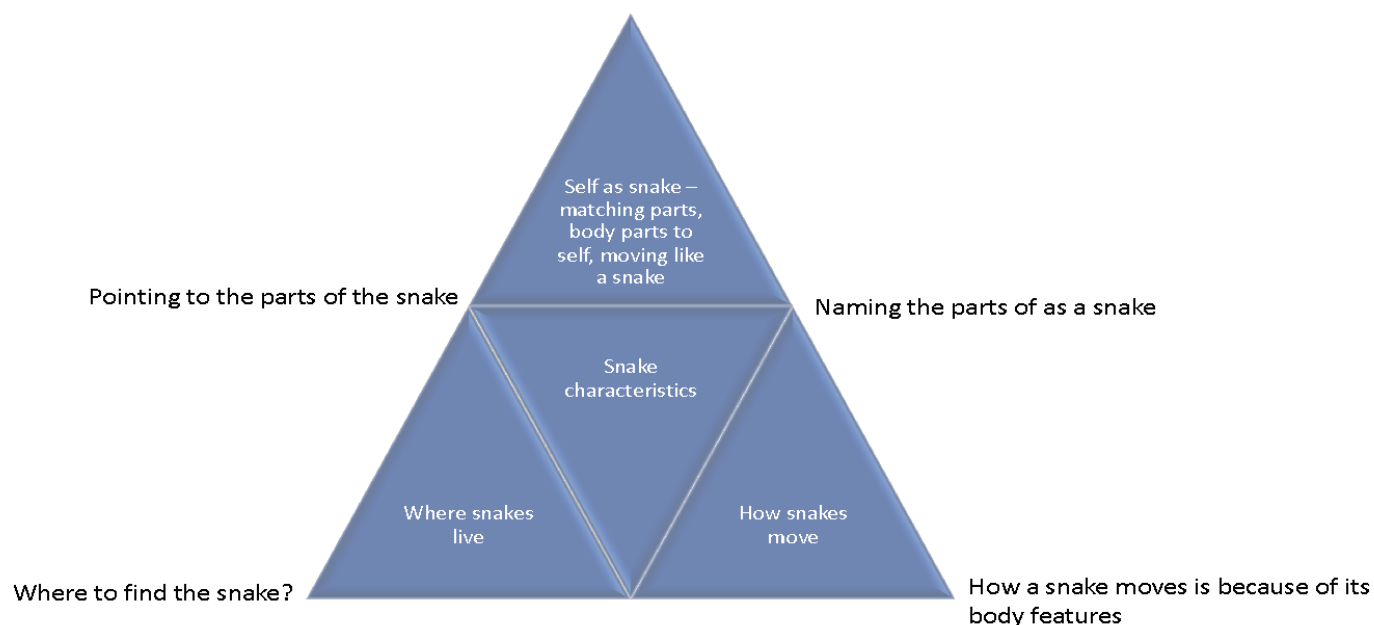 Self as snake –
matching parts,
body parts to
self, moving like
a snake
Pointing to the parts of the snake
Naming the parts of as a snake
Snake
characteristics
Where snakes
live
How snakes
move
Where to find the snake?
How a snake moves is because of its
body features